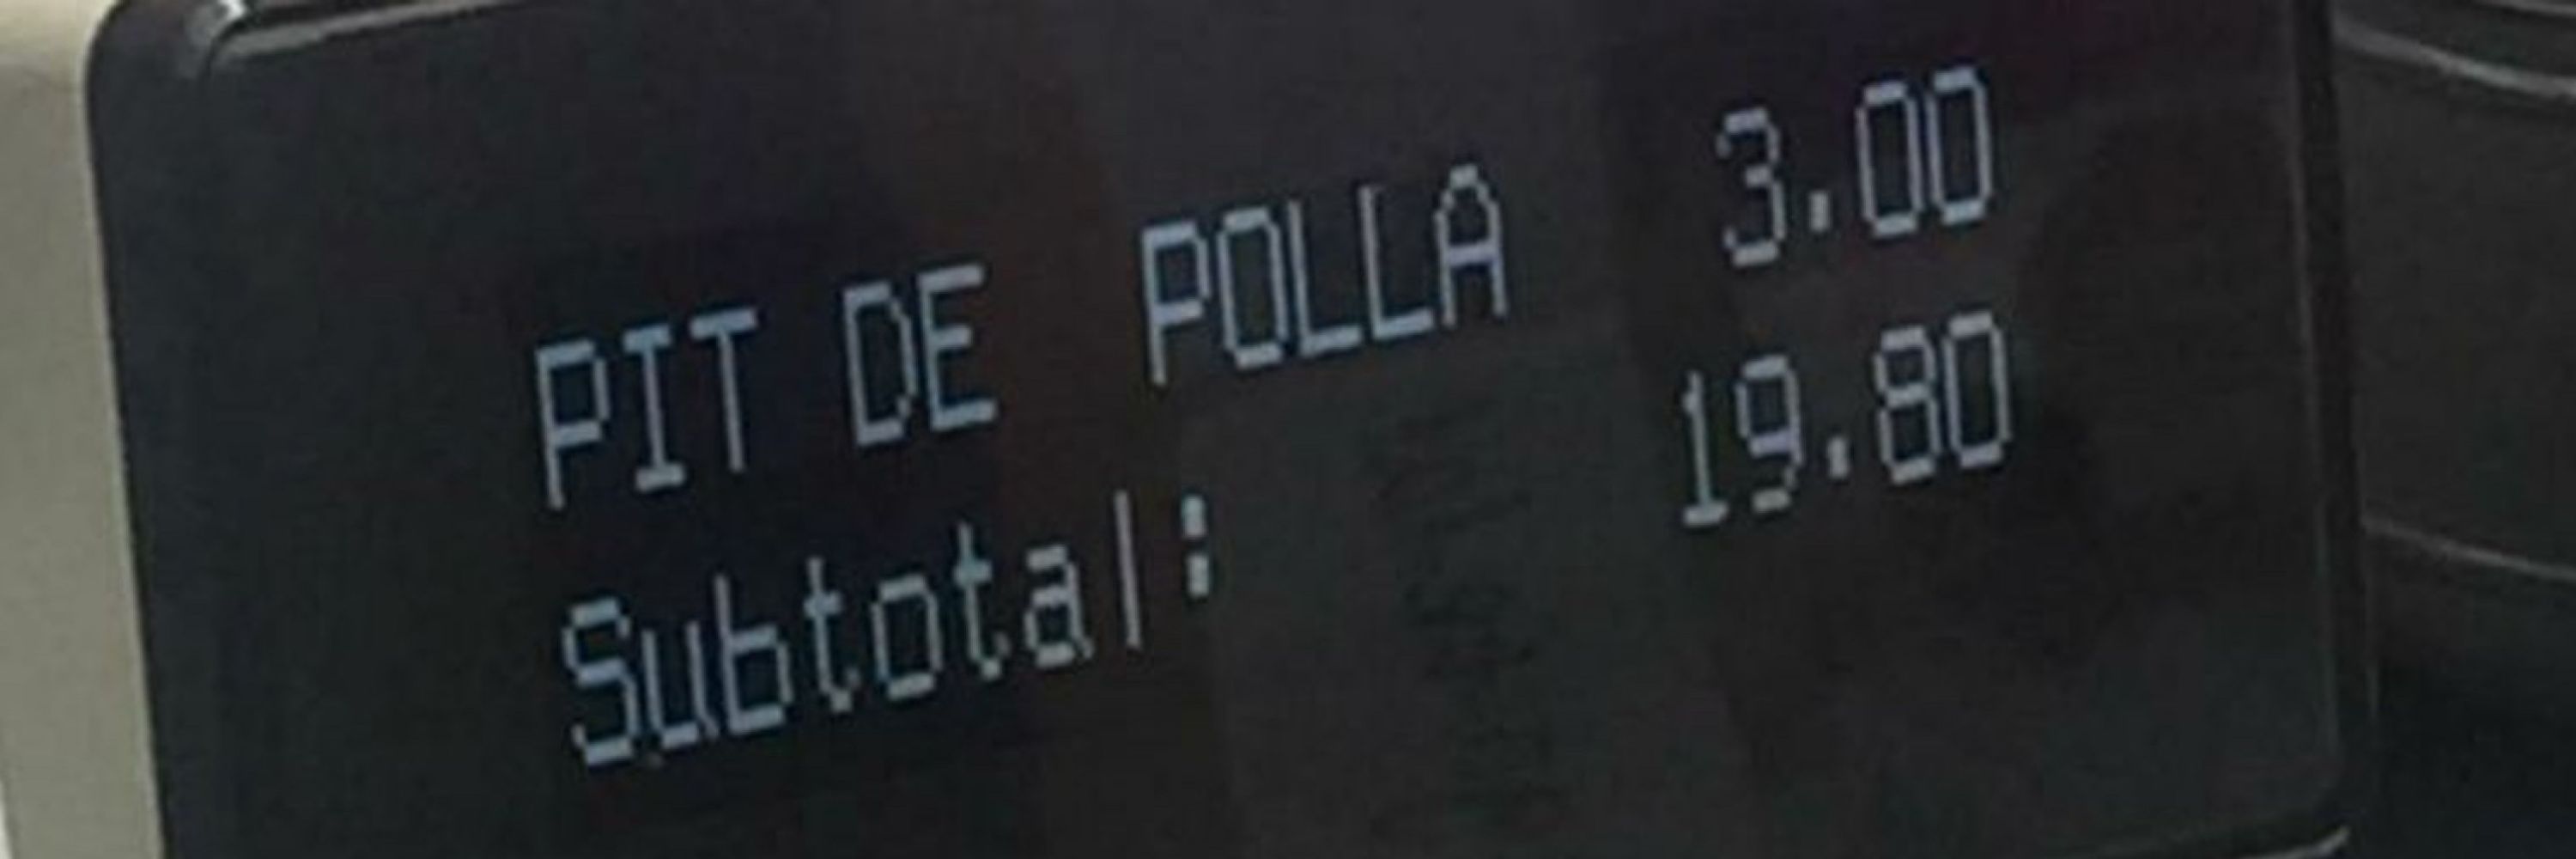 PIT DE POLLA 3.00
Subtotal: 19.80